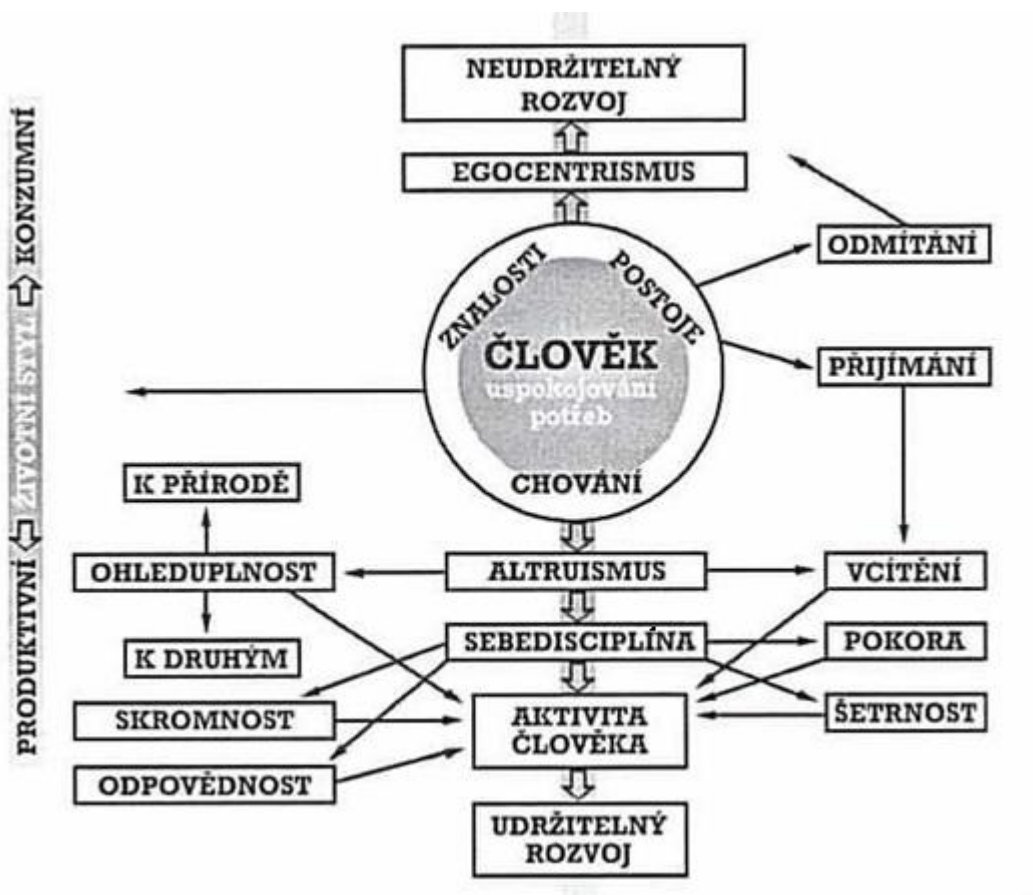 NEUDRŽITELNÝ
ROZVOJ
EGOCENTRISMUS
KONZUMNÍ
ŽIVOTNÍ STYL
PRODUKTIVNÍ
ZNALOSTI
POSTOJE
ČLOVĚK
uspokojování
potřeb
CHOVÁNÍ
ODMÍTÁNÍ
PŘIJÍMÁNÍ
K PŘÍRODĚ
OHLEDUPLNOST
ALTRUISMUS
VCÍTĚNÍ
K DRUHÝM
SEBEDISCIPLÍNA
POKORA
SKROMNOST
AKTIVITA
ČLOVĚKA
ŠETRNOST
ODPOVĚDNOST
UDRŽITELNÝ
ROZVOJ